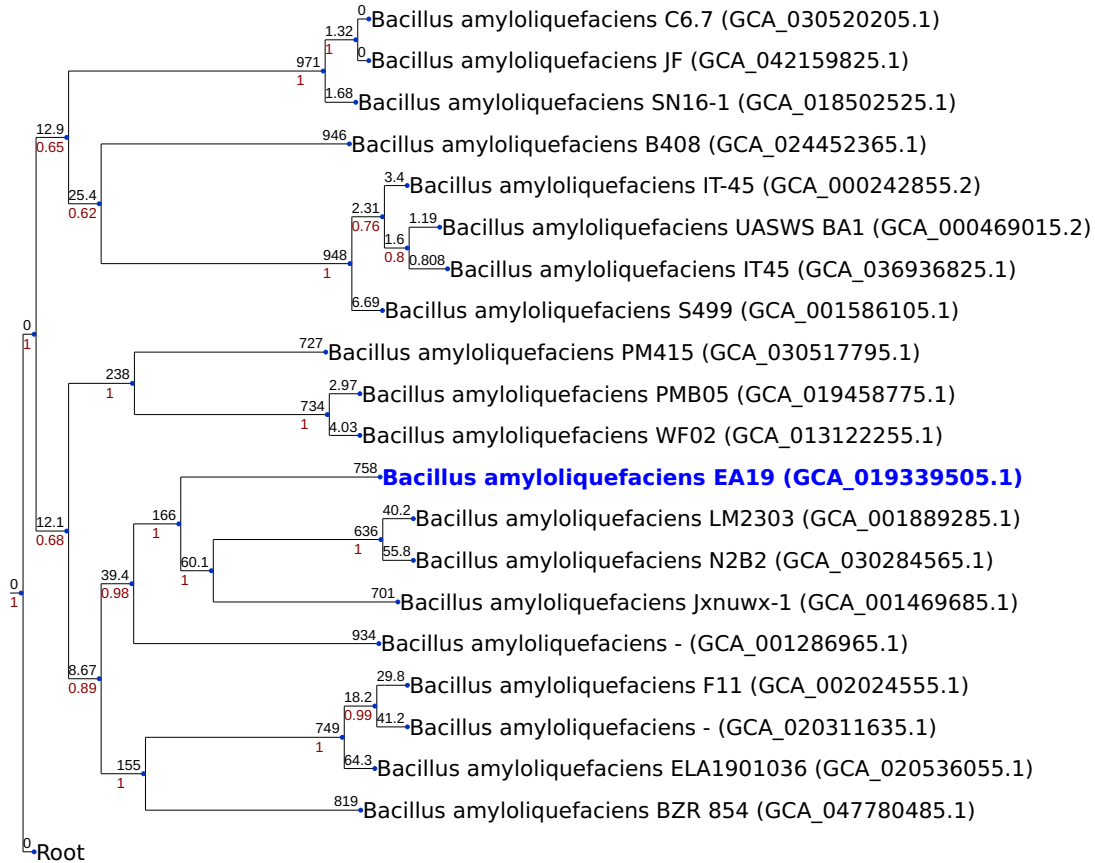 0
Bacillus amyloliquefaciens C6.7 (GCA_030520205.1)
1.32
1
0
Bacillus amyloliquefaciens JF (GCA_042159825.1)
971
1
1.68
Bacillus amyloliquefaciens SN16-1 (GCA_018502525.1)
12.9
0.65
946
Bacillus amyloliquefaciens B408 (GCA_024452365.1)
25.4
0.62
3.4
Bacillus amyloliquefaciens IT-45 (GCA_000242855.2)
2.31
0.76
1.19
Bacillus amyloliquefaciens UASWS BA1 (GCA_000469015.2)
1.6
0.8
0.808
Bacillus amyloliquefaciens IT45 (GCA_036936825.1)
948
1
6.69
Bacillus amyloliquefaciens S499 (GCA_001586105.1)
0
1
727
Bacillus amyloliquefaciens PM415 (GCA_030517795.1)
238
1
2.97
Bacillus amyloliquefaciens PMB05 (GCA_019458775.1)
734
1
4.03
Bacillus amyloliquefaciens WF02 (GCA_013122255.1)
758
Bacillus amyloliquefaciens EA19 (GCA_019339505.1)
12.1
0.68
166
1
40.2
Bacillus amyloliquefaciens LM2303 (GCA_001889285.1)
636
1
55.8
Bacillus amyloliquefaciens N2B2 (GCA_030284565.1)
60.1
1
39.4
0.98
0
1
701
Bacillus amyloliquefaciens Jxnuwx-1 (GCA_001469685.1)
934
Bacillus amyloliquefaciens - (GCA_001286965.1)
8.67
0.89
29.8
Bacillus amyloliquefaciens F11 (GCA_002024555.1)
18.2
0.99
41.2
Bacillus amyloliquefaciens - (GCA_020311635.1)
749
1
64.3
Bacillus amyloliquefaciens ELA1901036 (GCA_020536055.1)
155
1
819
Bacillus amyloliquefaciens BZR 854 (GCA_047780485.1)
0
Root